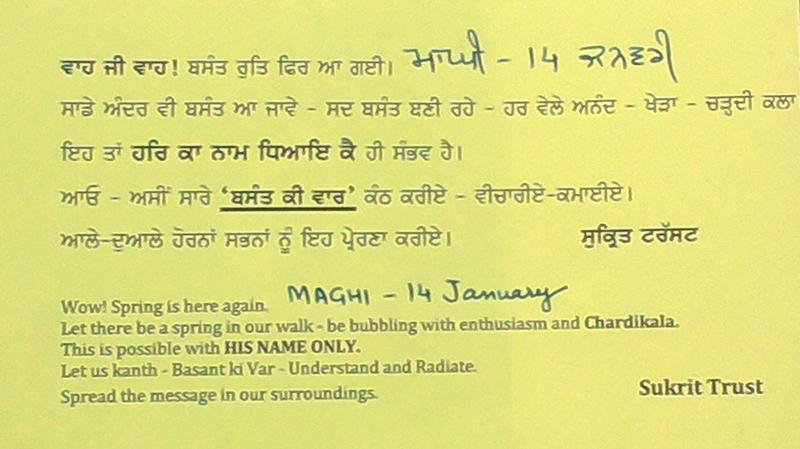 ਵਾਹ ਜੀ ਵਾਹ! ਬਸੰਤ ਰੁਤਿ ਫਿਰ ਆ ਗਈ। ਮਾਘੀ - 14 ਜਨਵਰੀ
ਸਾਡੇ ਅੰਦਰ ਵੀ ਬਸੰਤ ਆ ਜਾਵੇ - ਸਦ ਬਸੰਤ ਬਣੀ ਰਹੇ - ਹਰ ਵੇਲੇ ਅਨੰਦ - ਖੇੜਾ - ਚੜ੍ਹਦੀ ਕਲਾ
ਇਹ ਤਾਂ ਹਰਿ ਕਾ ਨਾਮ ਧਿਆਇ ਕੈ ਹੀ ਸੰਭਵ ਹੈ।
ਆਓ - ਅਸੀਂ ਸਾਰੇ ‘ਬਸੰਤ ਕੀ ਵਾਰ’ ਕੰਠ ਕਰੀਏ - ਵੀਚਾਰੀਏ-ਕਮਾਈਏ।
ਆਲੇ-ਦੁਆਲੇ ਹੋਰਨਾਂ ਸਭਨਾਂ ਨੂੰ ਇਹ ਪ੍ਰੇਰਣਾ ਕਰੀਏ। ਸੁਕ੍ਰਿਤ ਟਰੱਸਟ
Wow! Spring is here again. MAGHI - 14 January
Let there be a spring in our walk - be bubbling with enthusiasm and Chardikala.
This is possible with HIS NAME ONLY.
Let us kanth - Basant ki Var - Understand and Radiate.
Spread the message in our surroundings. Sukrit Trust